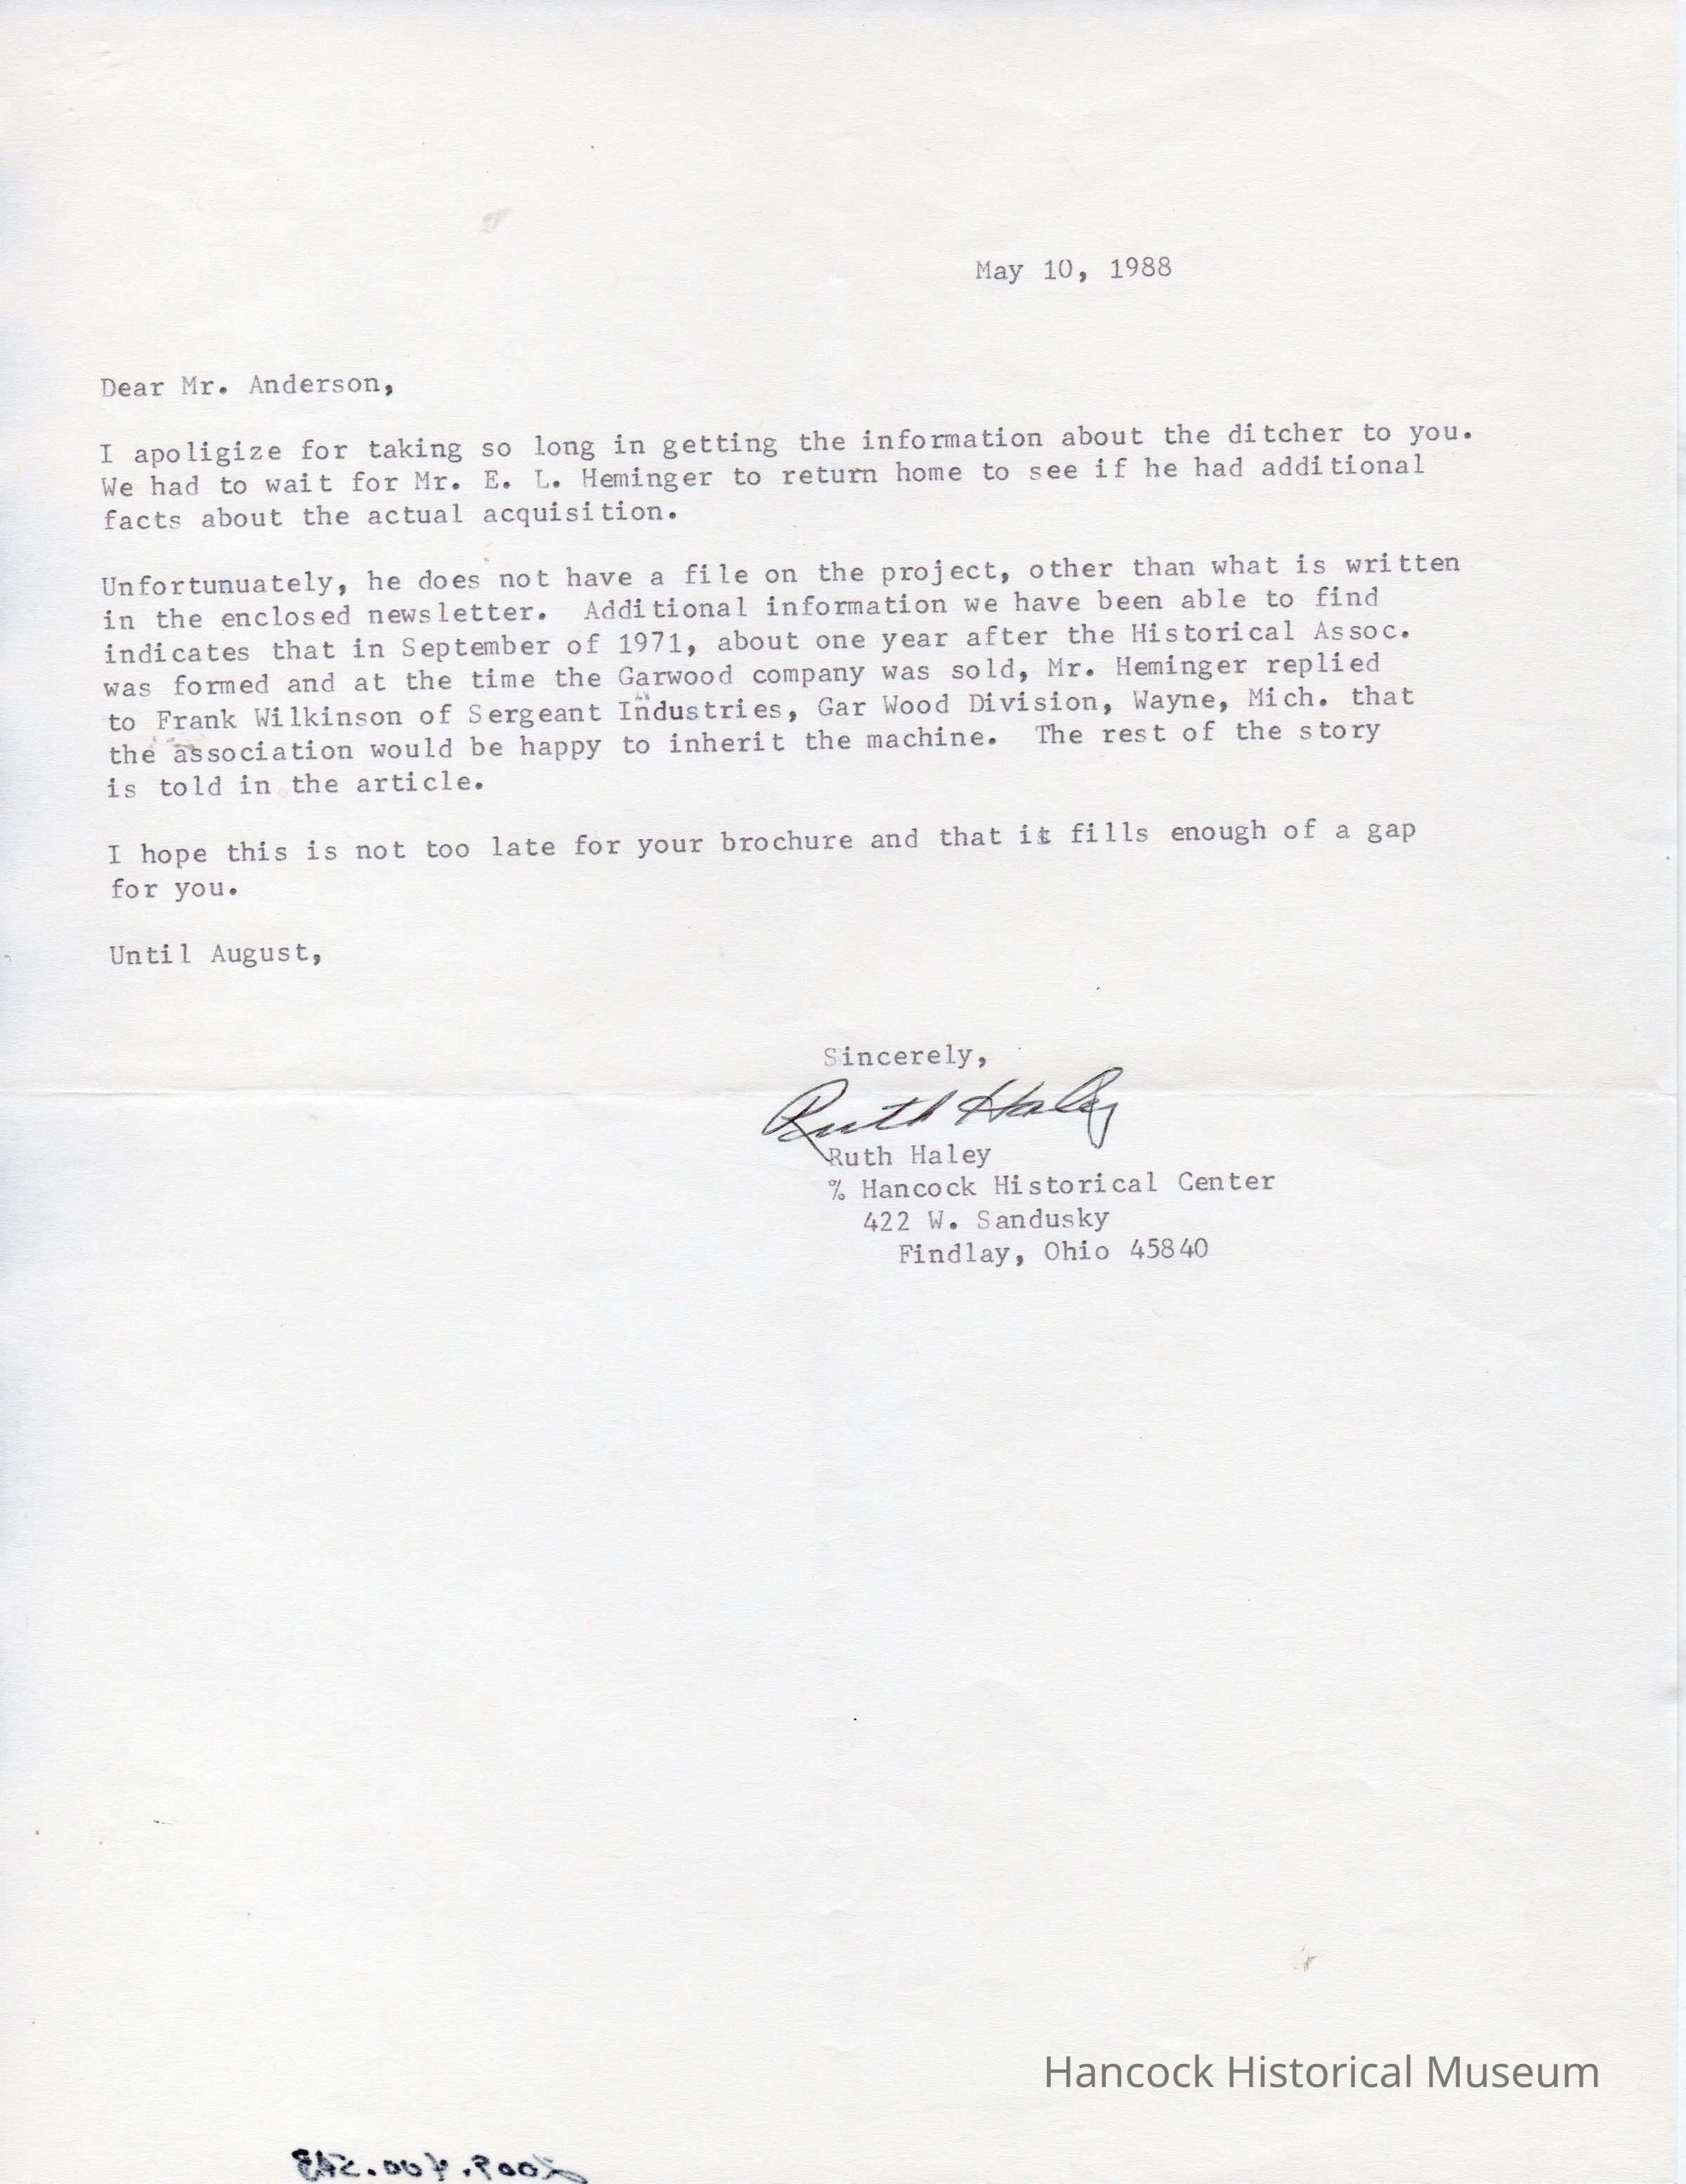 May 10, 1988
Dear Mr. Anderson,
I apoligize for taking so long in getting the information about the ditcher to you.
We had to wait for Mr. E. L. Heminger to return home to see if he had additional
facts about the actual acquisition.
Unfortunuately, he does not have a file on the project, other than what is written
in the enclosed newsletter. Additional information we have been able to find
indicates that in September of 1971, about one year after the Historical Assoc.
was formed and at the time the Garwood company was sold, Mr. Heminger replied
to Frank Wilkinson of Sergeant Industries, Gar Wood Division, Wayne, Mich. that
the association would be happy to inherit the machine. The rest of the story
is told in the article.
I hope this is not too late for your brochure and that it fills enough of a gap
for you.
Until August,
Sincerely,
Ruth Haley
Ruth Haley
% Hancock Historical Center
422 W. Sandusky
Findlay, Ohio 45840
Hancock Historical Museum